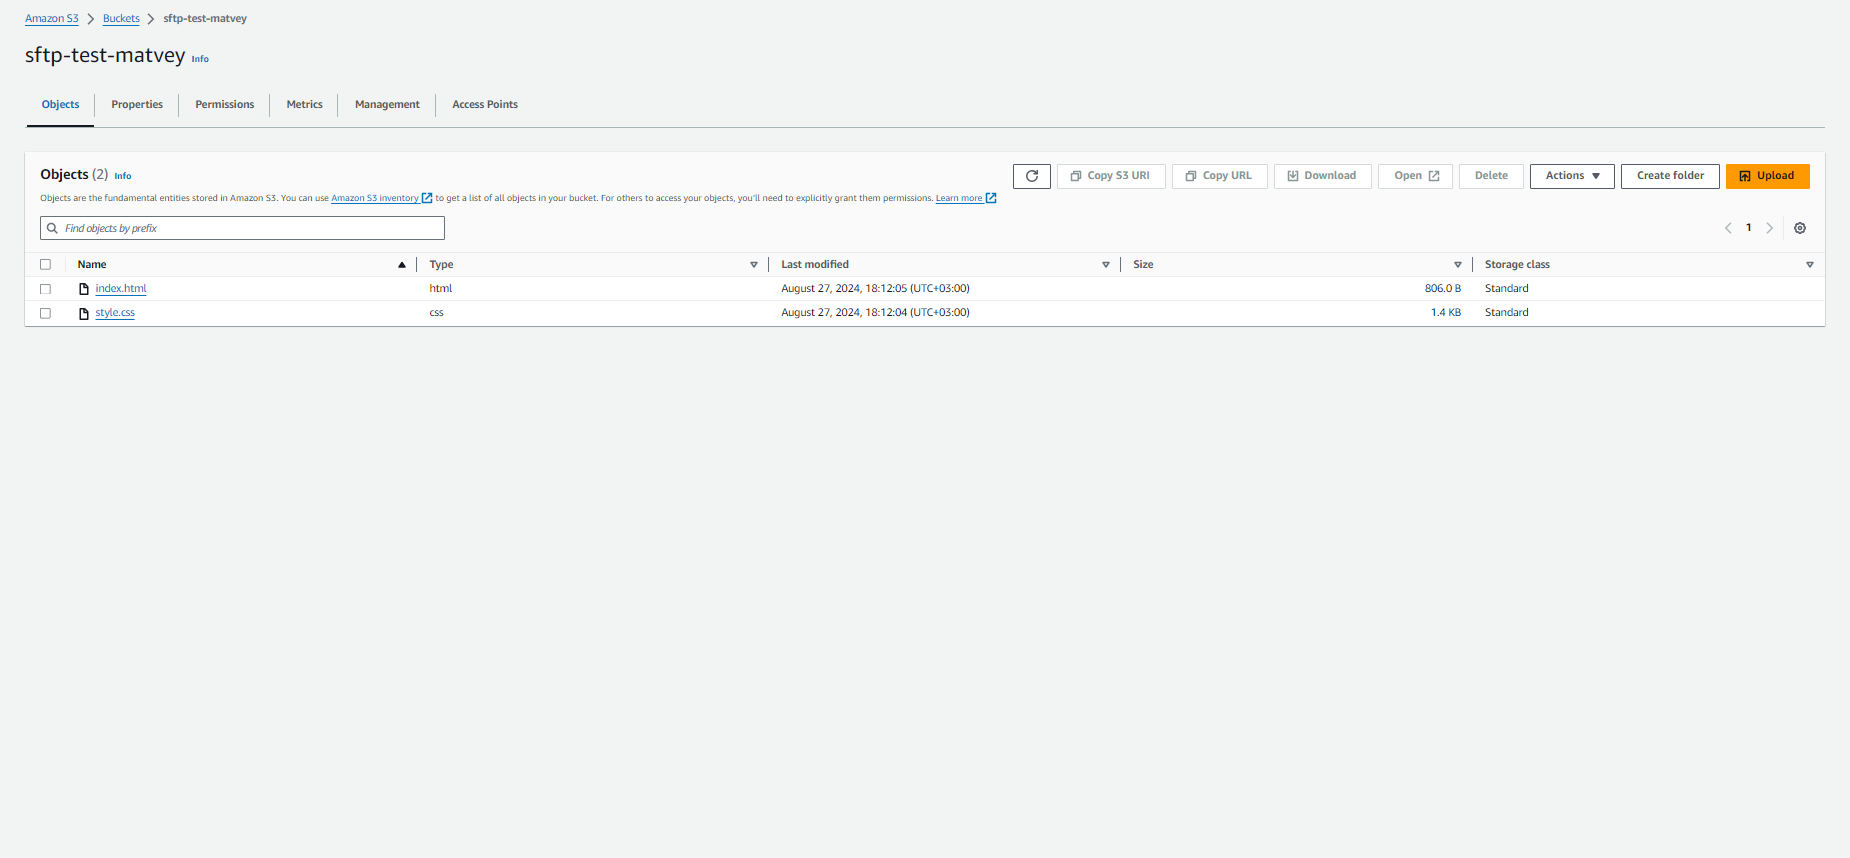 Amazon S3 Buckets sftp-test-matvey
sftp-test-matvey Info
Objects Properties Permissions Metrics Management Access Points
Objects (2) Info
Copy S3 URI Copy URL Download Open Delete Actions Create folder Upload
Objects are the fundamental entities stored in Amazon S3. You can use Amazon S3 inventory to get a list of all objects in your bucket. For others to access your objects, you'll need to explicitly grant them permissions. Learn more
Find objects by prefix
1
Name Type Last modified Size Storage class
index.html html August 27, 2024, 18:12:05 (UTC+03:00) 806.0 B Standard
style.css css August 27, 2024, 18:12:04 (UTC+03:00) 1.4 KB Standard